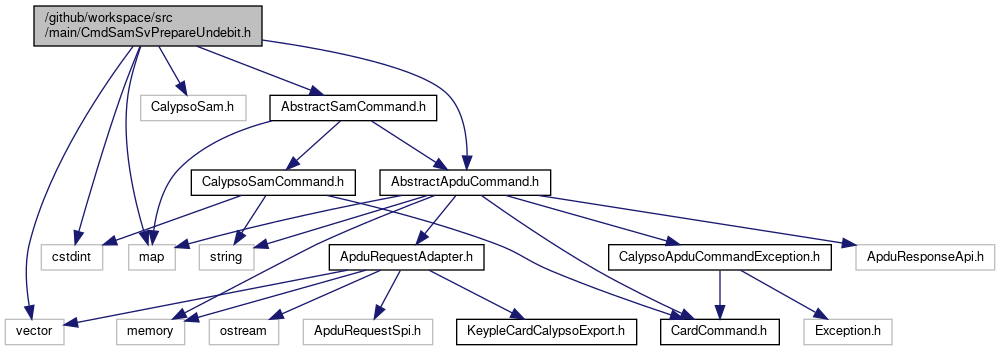 /github/workspace/src
/main/CmdSamSvPrepareUndebit.h
CalypsoSam.h
AbstractSamCommand.h
CalypsoSamCommand.h
AbstractApduCommand.h
cstdint
map
string
ApduRequestAdapter.h
CalypsoApduCommandException.h
ApduResponseApi.h
vector
memory
ostream
ApduRequestSpi.h
KeypleCardCalypsoExport.h
CardCommand.h
Exception.h